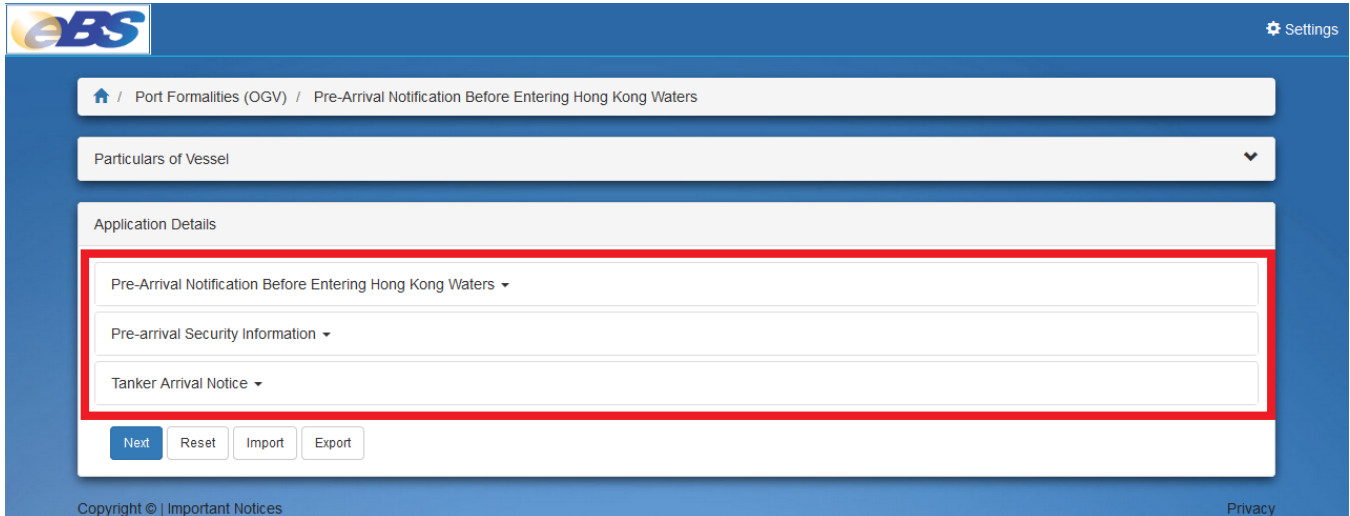 eBS
Settings
/ Port Formalities (OGV) / Pre-Arrival Notification Before Entering Hong Kong Waters
Particulars of Vessel
Application Details
Pre-Arrival Notification Before Entering Hong Kong Waters
Pre-arrival Security Information
Tanker Arrival Notice
Next Reset Import Export
Copyright © | Important Notices Privacy